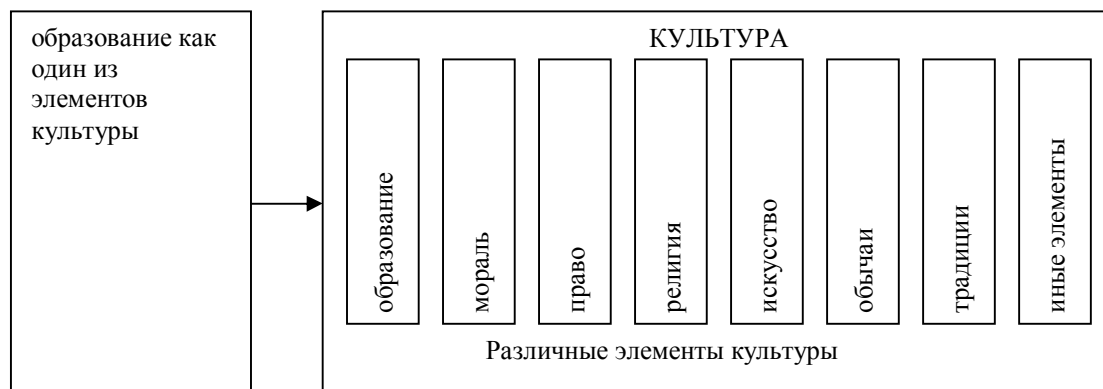 образование как
один из
элементов
культуры
КУЛЬТУРА
образование
мораль
право
религия
искусство
обычаи
традиции
иные элементы
Различные элементы культуры